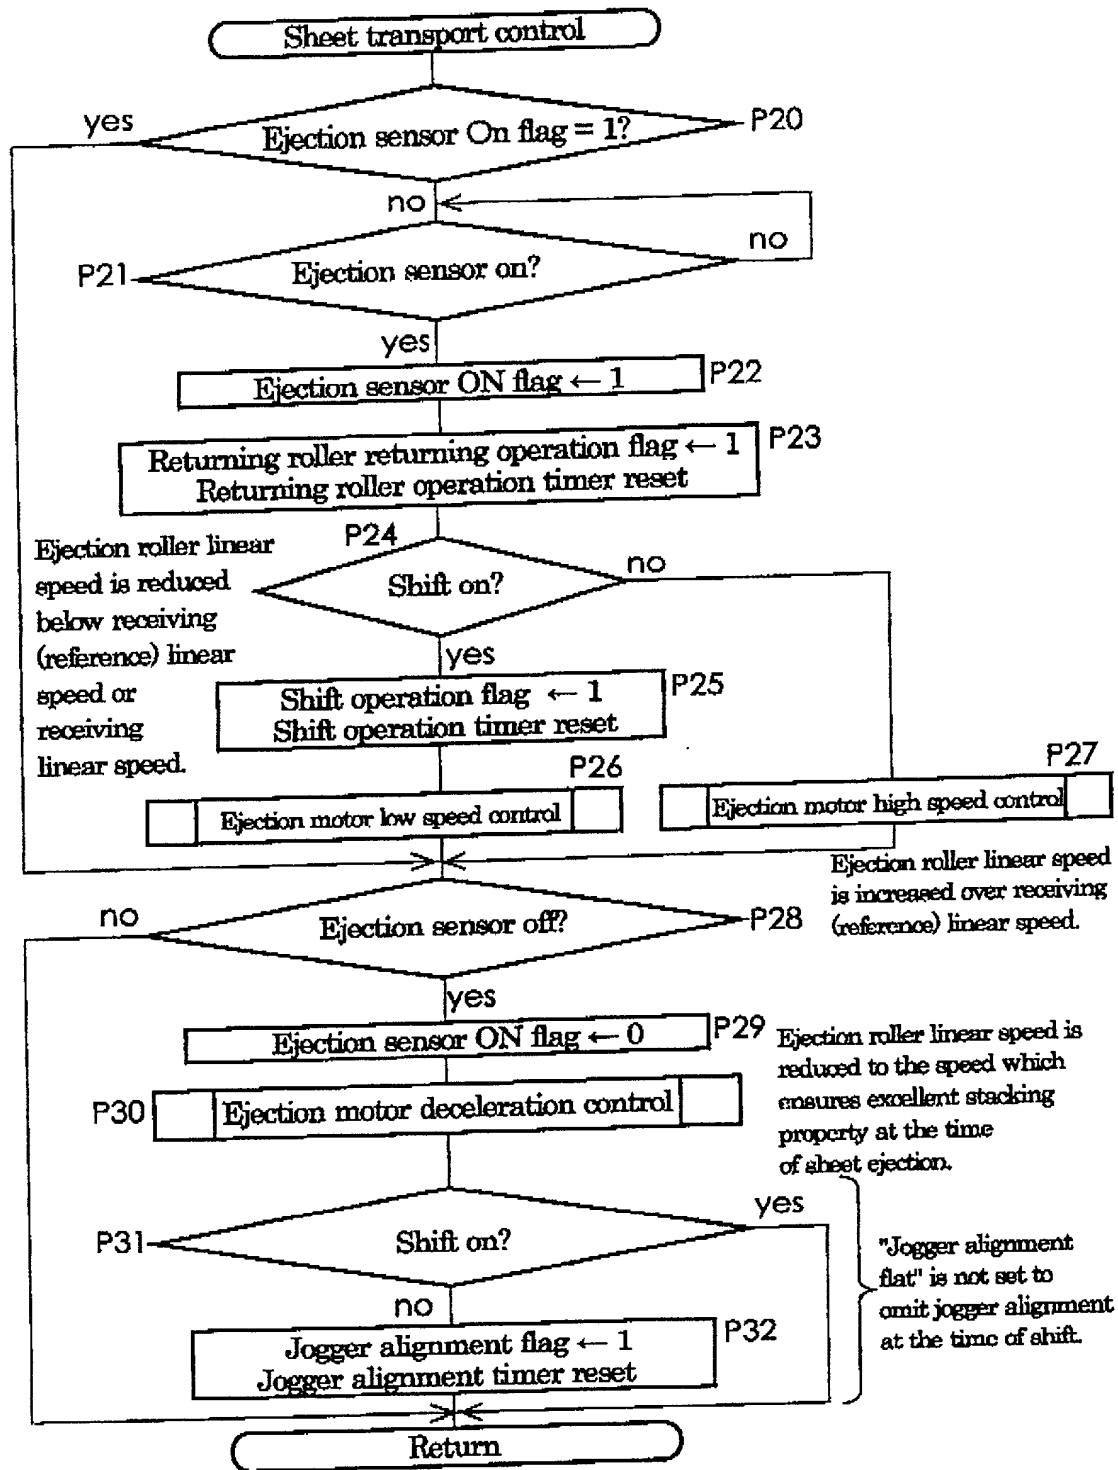 Sheet transport control
yes
Ejection sensor On flag = 1?
P20
no
no
P21
Ejection sensor on?
yes
Ejection sensor ON flag ← 1
P22
Returning roller returning operation flag ← 1
Returning roller operation timer reset
P23
P24
Shift on?
no
Ejection roller linear
speed is reduced
below receiving
(reference) linear
speed or
receiving
linear speed.
yes
Shift operation flag ← 1
Shift operation timer reset
P25
P26
Ejection motor low speed control
P27
Ejection motor high speed control
Ejection roller linear speed
is increased over receiving
(reference) linear speed.
no
Ejection sensor off?
P28
yes
Ejection sensor ON flag ← 0
P29
Ejection roller linear speed is
reduced to the speed which
ensures excellent stacking
property at the time
of sheet ejection.
P30
Ejection motor deceleration control
yes
P31
Shift on?
"Jogger alignment
flat" is not set to
omit jogger alignment
at the time of shift.
no
Jogger alignment flag ← 1
Jogger alignment timer reset
P32
Return